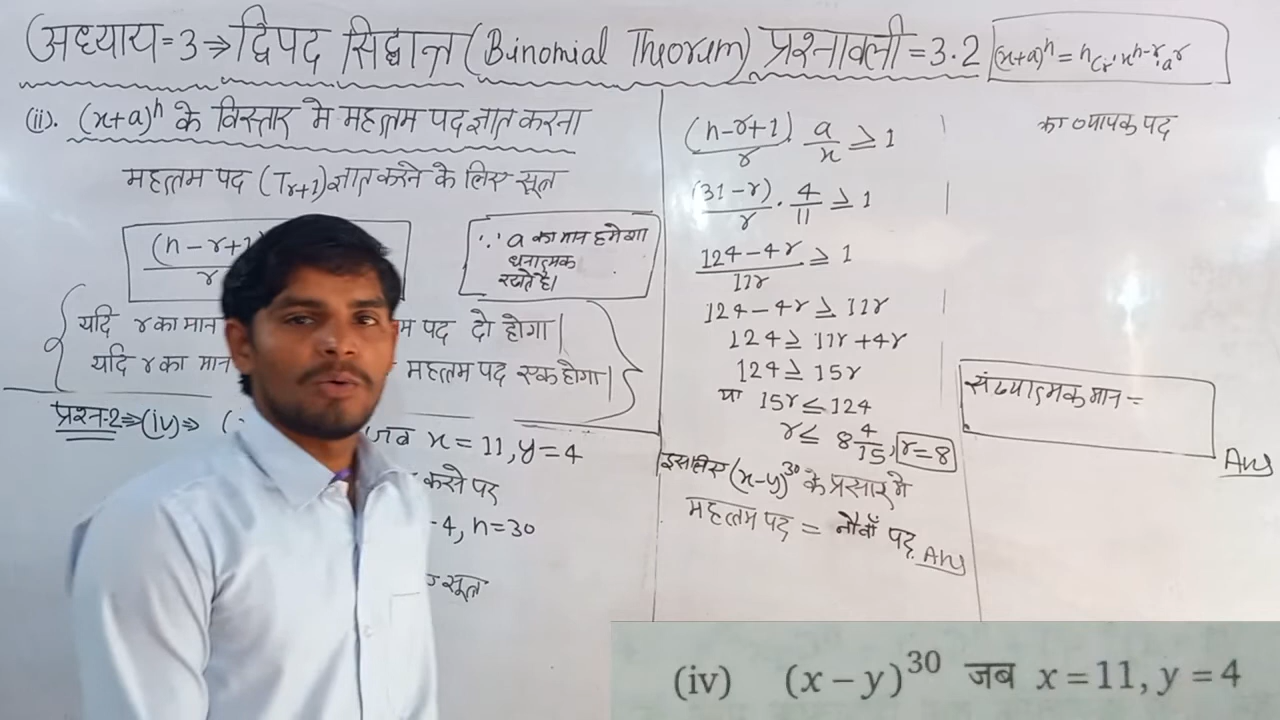 अध्याय=3⇒द्विपद सिद्धान्त (Binomial Theoram) प्रश्नावली=3.2
(x+a)^n = nCr·x^n-r·a^r
का व्यापक पद
(ii). (x+a)^n के विस्तार मे महत्तम पद ज्ञात करना
महत्तम पद (Tr+1) ज्ञात करने के लिए सूत्र
(n-r+1
r
∵ a का मान हमेशा
धनात्मक
रखते है।
यदि r का मान म पद दो होगा।
यदि r का मान महत्तम पद एक होगा।
प्रश्न-2⇒(iv)⇒ ( जब x=11, y=4
करने पर
-4, n=30
सूत्र
(n-r+1)/r · a/x ≥ 1
(31-r)/r · 4/11 ≥ 1
124-4r/11r ≥ 1
124-4r ≥ 11r
124 ≥ 11r+4r
124 ≥ 15r
या 15r ≤ 124
r ≤ 8 4/15, r=8
इसलिए (x-y)^30 के प्रसार मे
महत्तम पद = नौवाँ पद. Ans
संख्यात्मक मान =
Ans
(iv) (x – y)^30 जब x = 11, y = 4